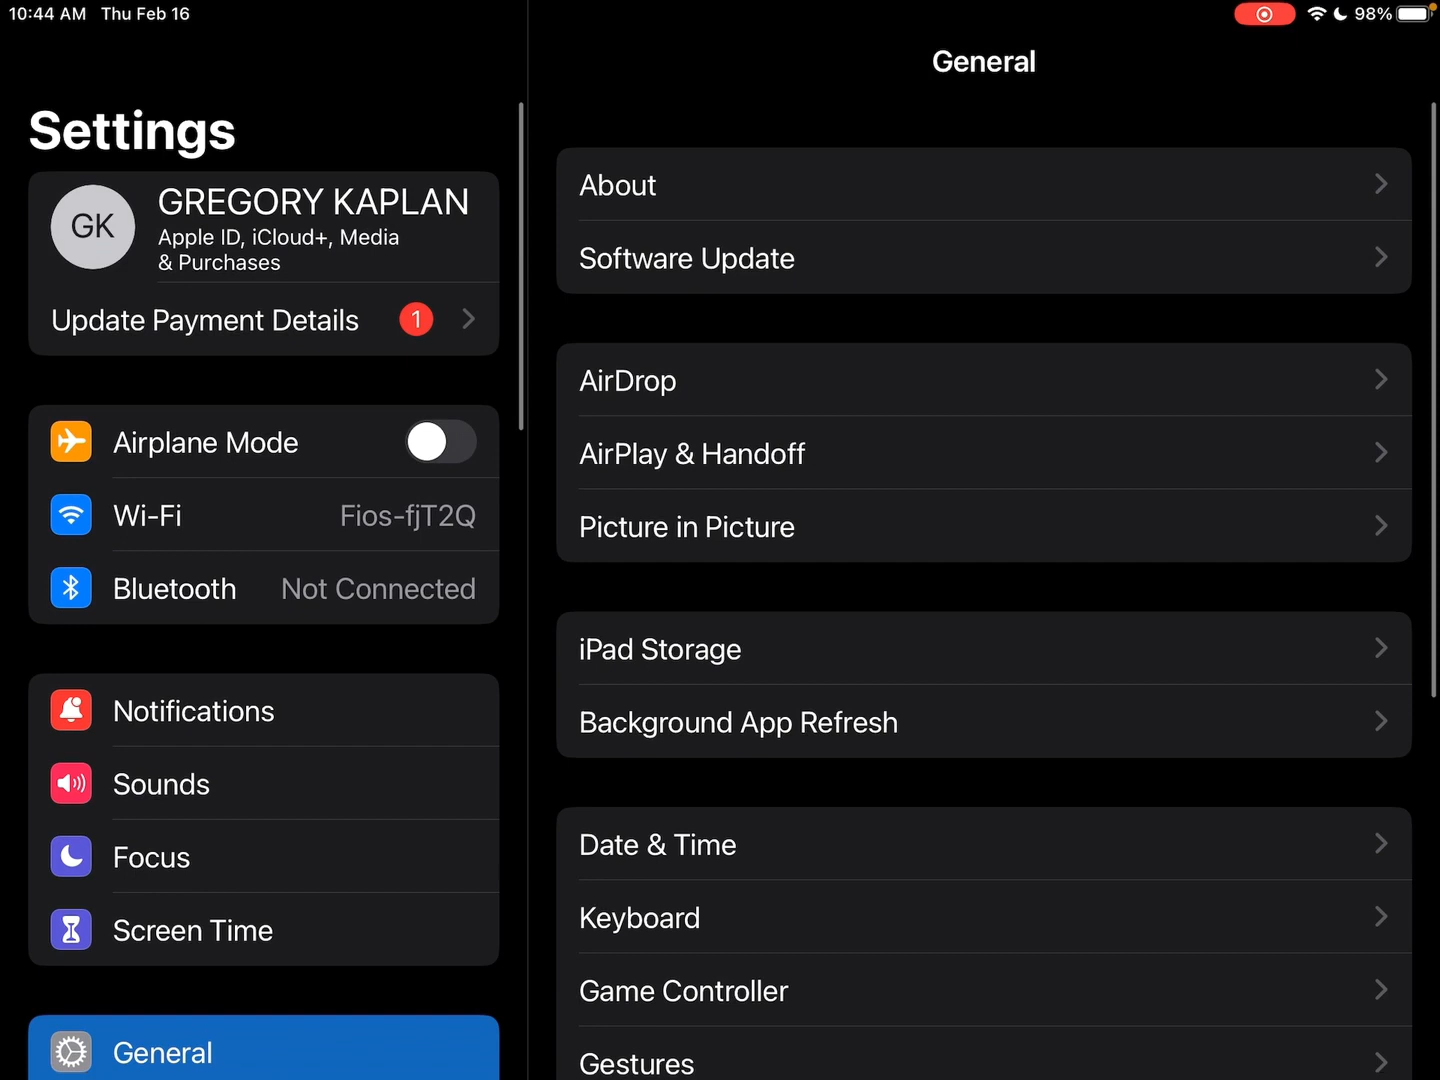 10:44 AM Thu Feb 16
98%
Settings
GK
GREGORY KAPLAN
Apple ID, iCloud+, Media
& Purchases
Update Payment Details 1
Airplane Mode
Wi-Fi Fios-fjT2Q
Bluetooth Not Connected
Notifications
Sounds
Focus
Screen Time
General
General
About
Software Update
AirDrop
AirPlay & Handoff
Picture in Picture
iPad Storage
Background App Refresh
Date & Time
Keyboard
Game Controller
Gestures